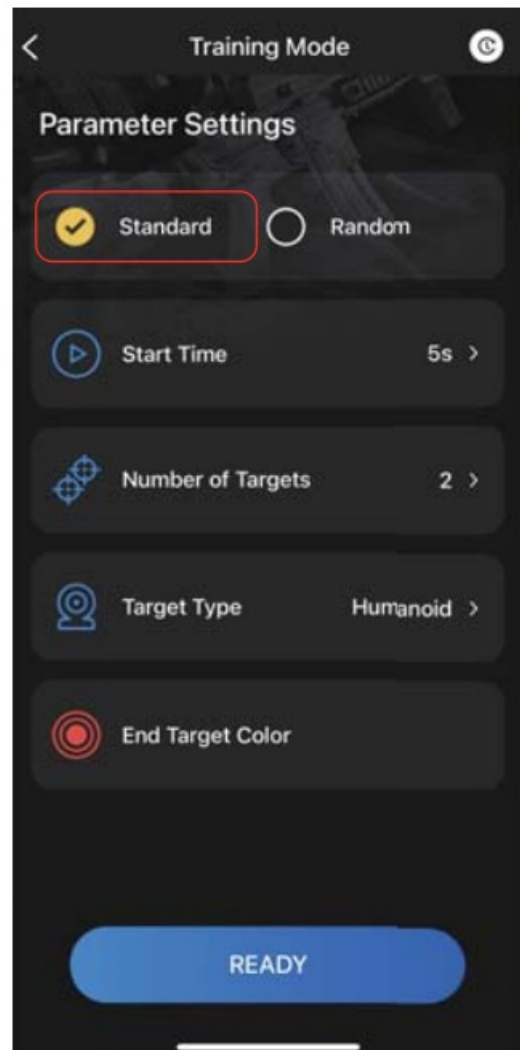 Training Mode
Parameter Settings
Standard Random
Start Time 5s >
Number of Targets 2 >
Target Type Humanoid >
End Target Color
READY